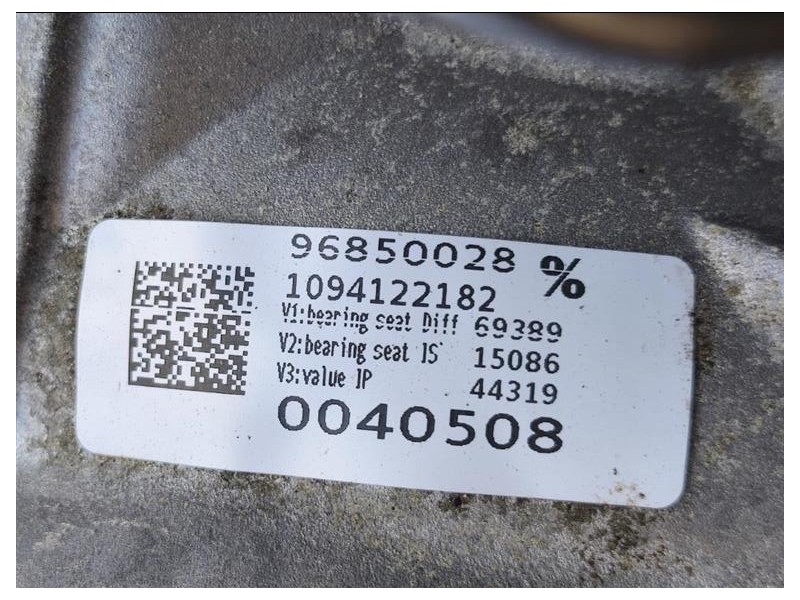 96850028 %
1094122182
V1:bearing seat Diff 69389
V2:bearing seat IS 15086
V3:value IP 44319
0040508